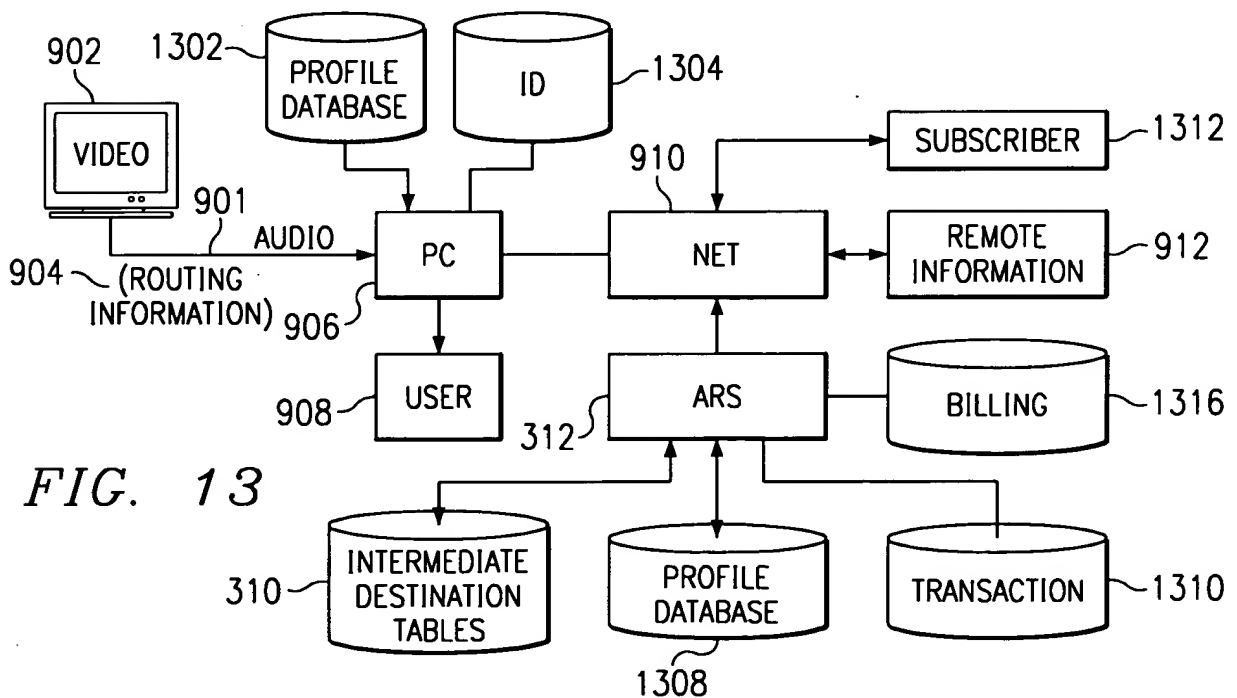 902
1302
PROFILE
DATABASE
ID
1304
VIDEO
910
SUBSCRIBER
1312
901
AUDIO
904
(ROUTING
INFORMATION)
PC
906
NET
REMOTE
INFORMATION
912
USER
908
ARS
312
BILLING
1316
FIG. 13
INTERMEDIATE
DESTINATION
TABLES
310
PROFILE
DATABASE
1308
TRANSACTION
1310